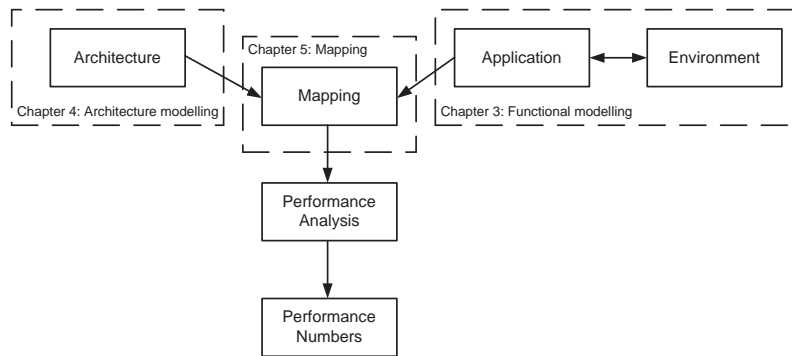 Architecture
Chapter 4: Architecture modelling
Chapter 5: Mapping
Mapping
Application
Environment
Chapter 3: Functional modelling
Performance
Analysis
Performance
Numbers